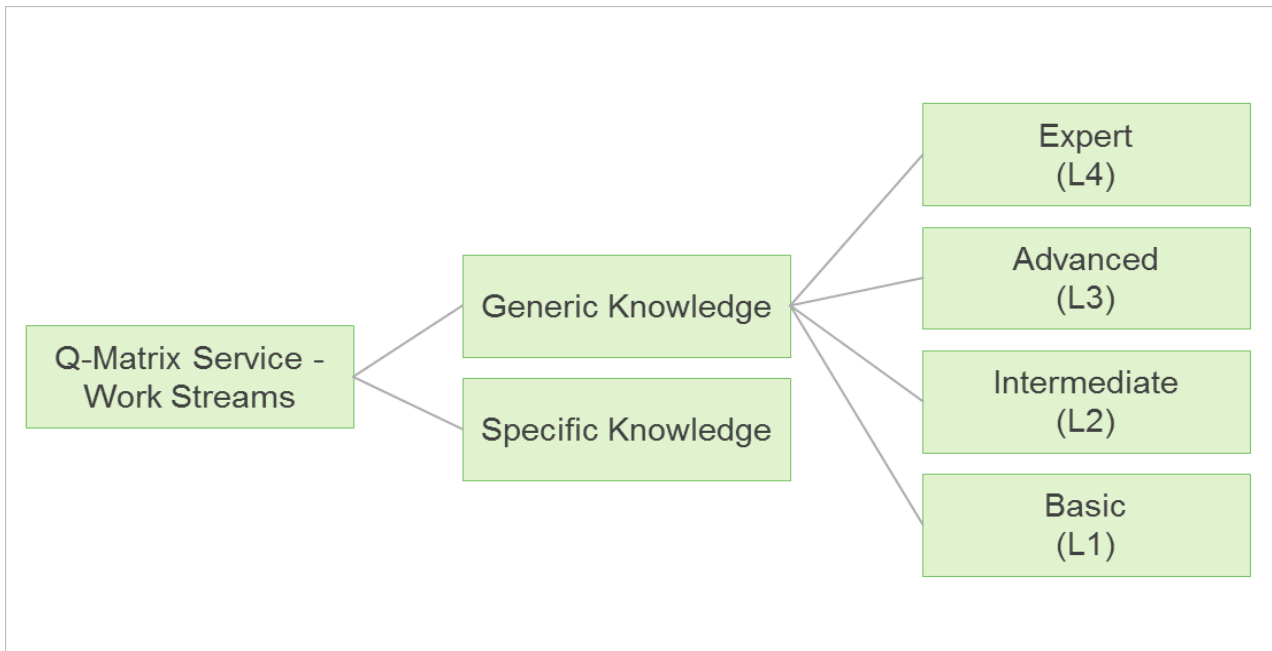 Q-Matrix Service -
Work Streams
Generic Knowledge
Specific Knowledge
Expert
(L4)
Advanced
(L3)
Intermediate
(L2)
Basic
(L1)